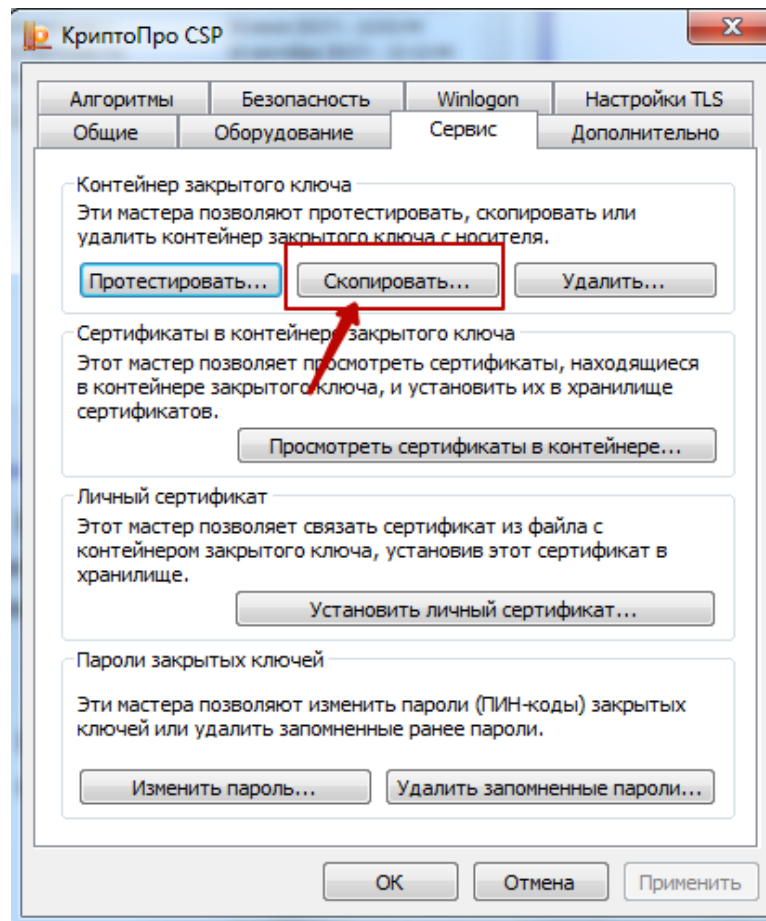 КриптоПро CSP
Алгоритмы Безопасность Winlogon Настройки TLS
Общие Оборудование Сервис Дополнительно
Контейнер закрытого ключа
Эти мастера позволяют протестировать, скопировать или
удалить контейнер закрытого ключа с носителя.
Протестировать... Скопировать... Удалить...
Сертификаты в контейнере закрытого ключа
Этот мастер позволяет просмотреть сертификаты, находящиеся
в контейнере закрытого ключа, и установить их в хранилище
сертификатов.
Просмотреть сертификаты в контейнере...
Личный сертификат
Этот мастер позволяет связать сертификат из файла с
контейнером закрытого ключа, установив этот сертификат в
хранилище.
Установить личный сертификат...
Пароли закрытых ключей
Эти мастера позволяют изменить пароли (ПИН-коды) закрытых
ключей или удалить запомненные ранее пароли.
Изменить пароль... Удалить запомненные пароли...
ОК Отмена Применить